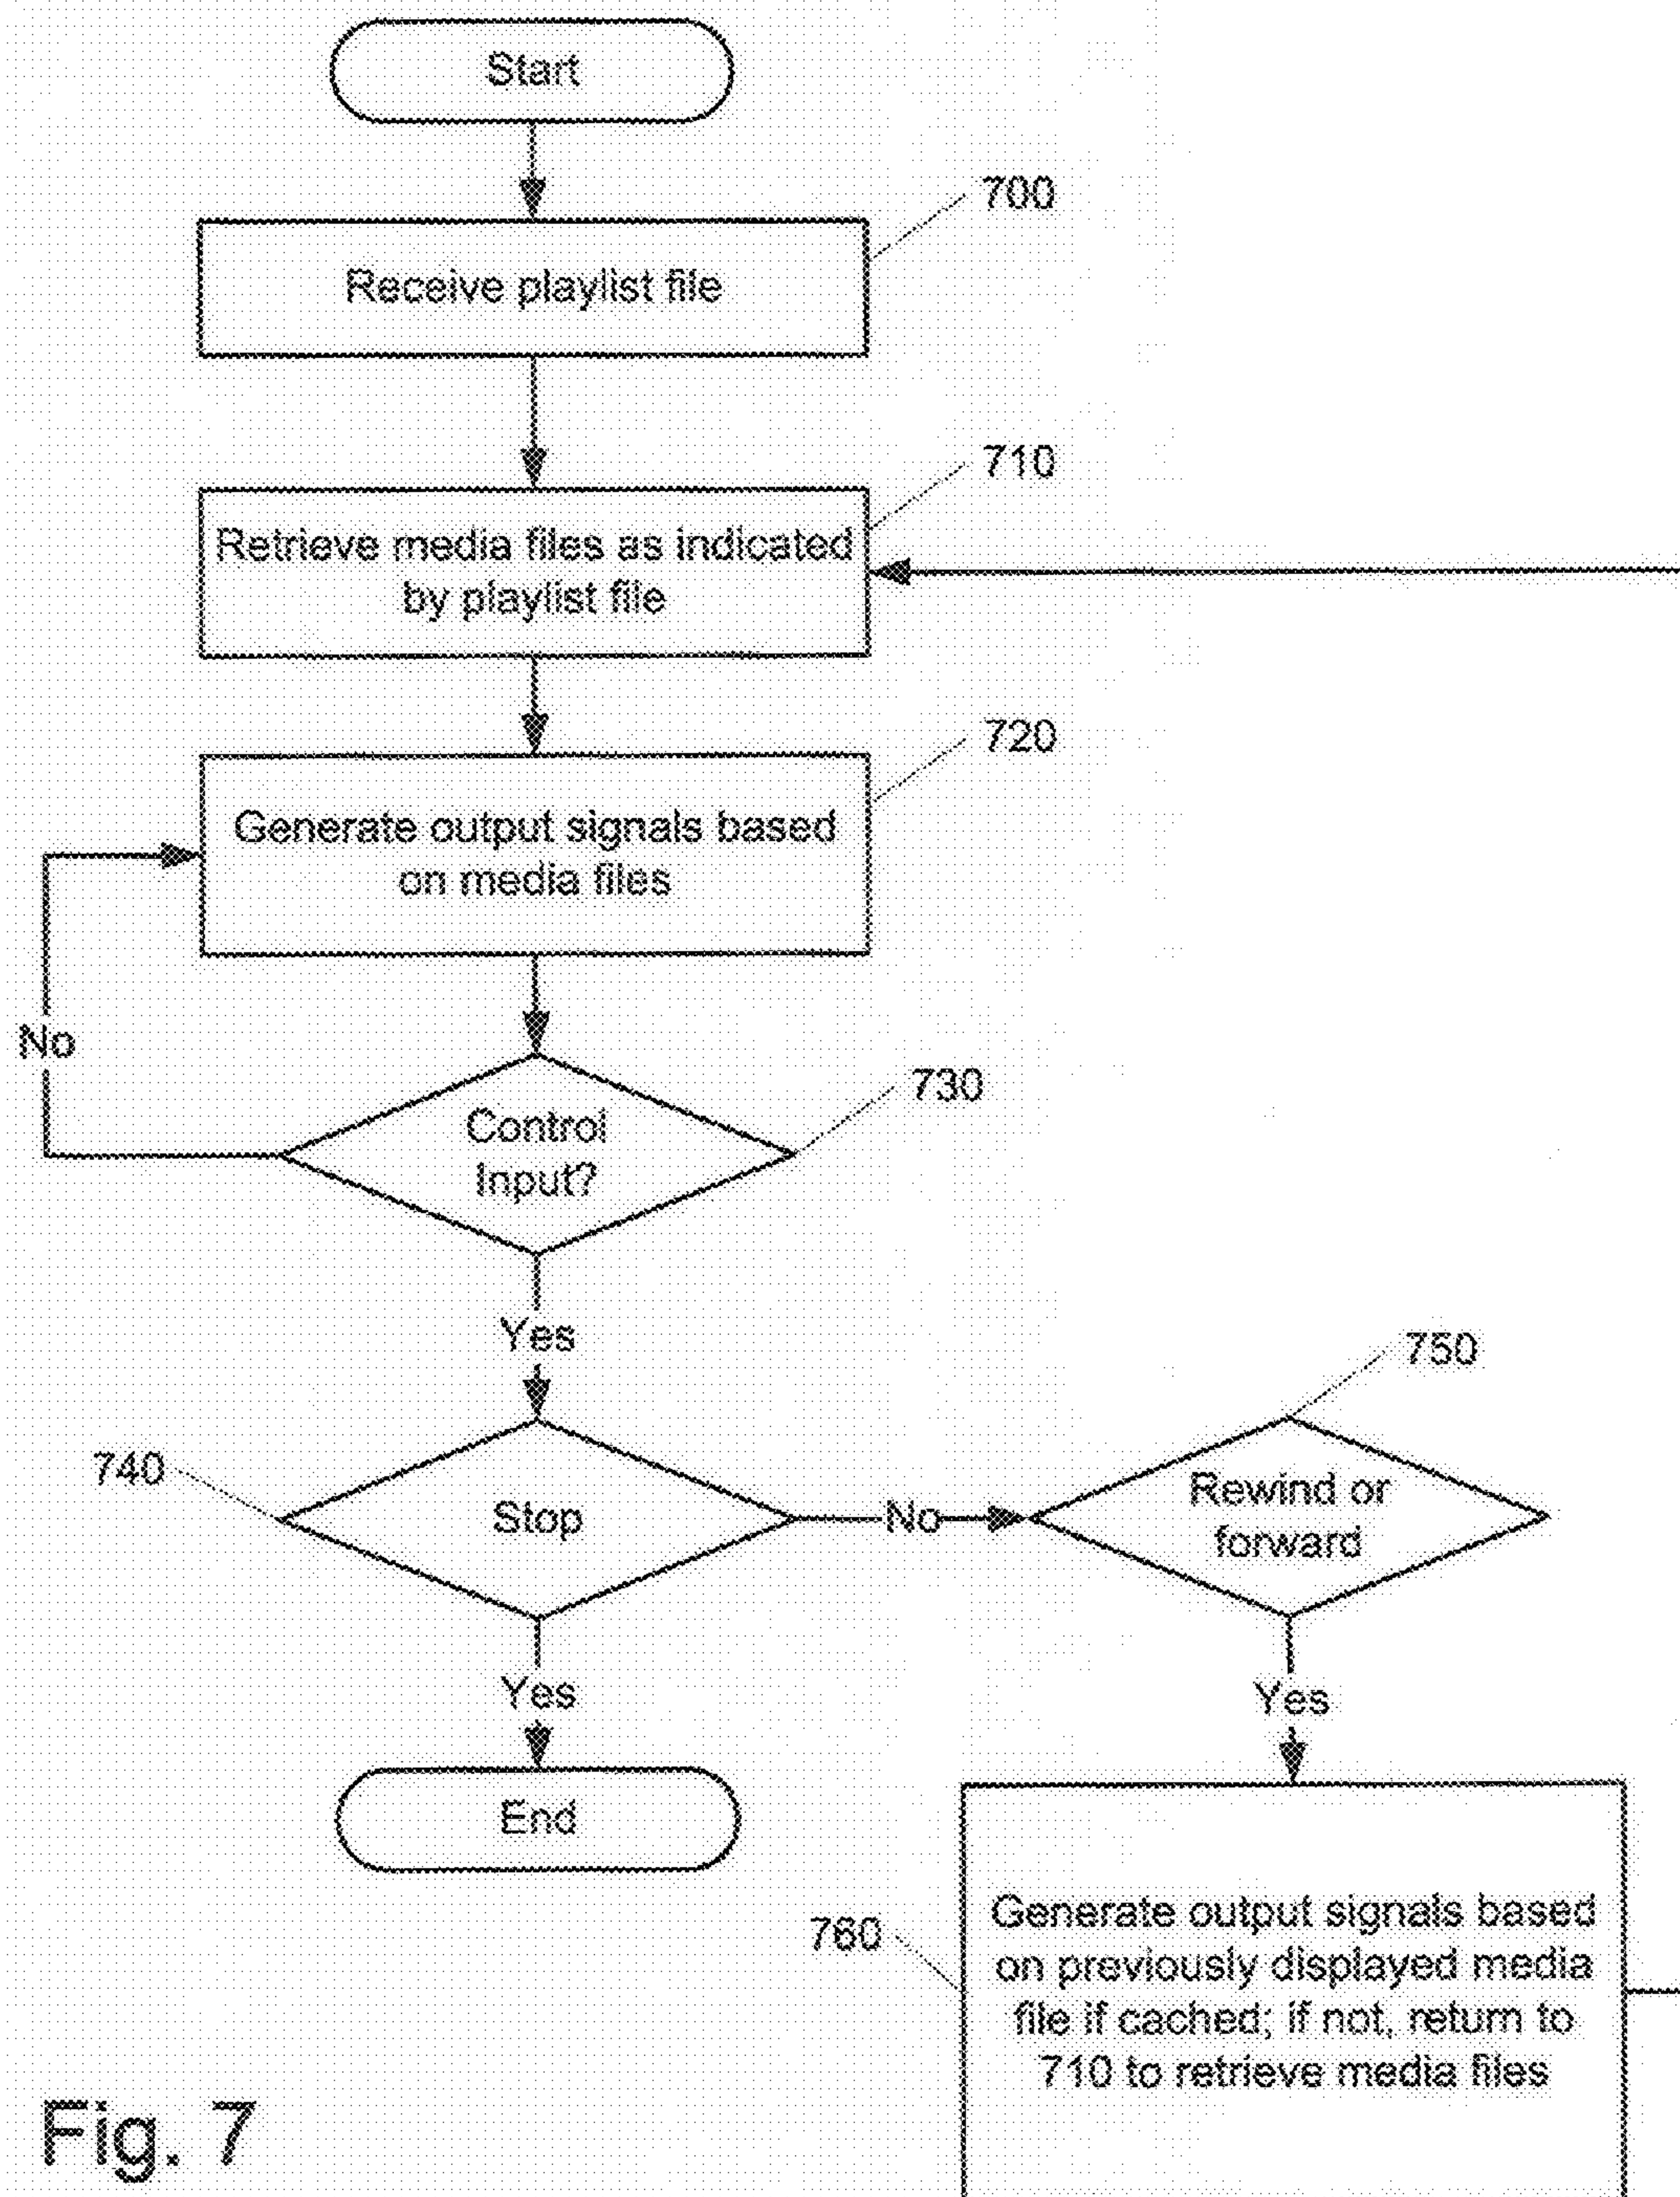 Start
700
Receive playlist file
710
Retrieve media files as indicated
by playlist file
720
Generate output signals based
on media files
No
730
Control
Input?
Yes
750
740
Stop
No
Rewind or
forward
Yes
Yes
End
760
Generate output signals based
on previously displayed media
file if cached; if not, return to
710 to retrieve media files
Fig. 7